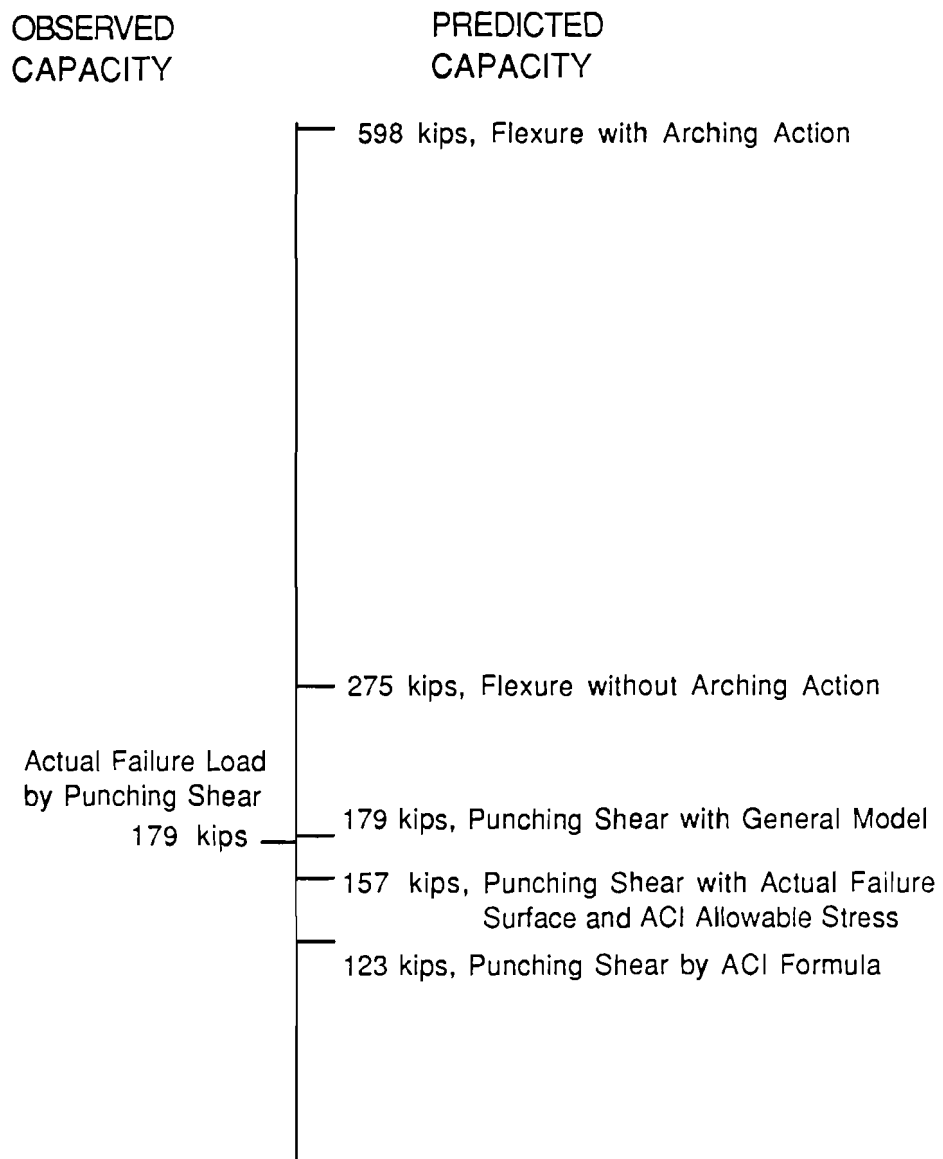 OBSERVED
CAPACITY
PREDICTED
CAPACITY
598 kips, Flexure with Arching Action
275 kips, Flexure without Arching Action
Actual Failure Load
by Punching Shear
179 kips
179 kips, Punching Shear with General Model
157 kips, Punching Shear with Actual Failure
Surface and ACI Allowable Stress
123 kips, Punching Shear by ACI Formula